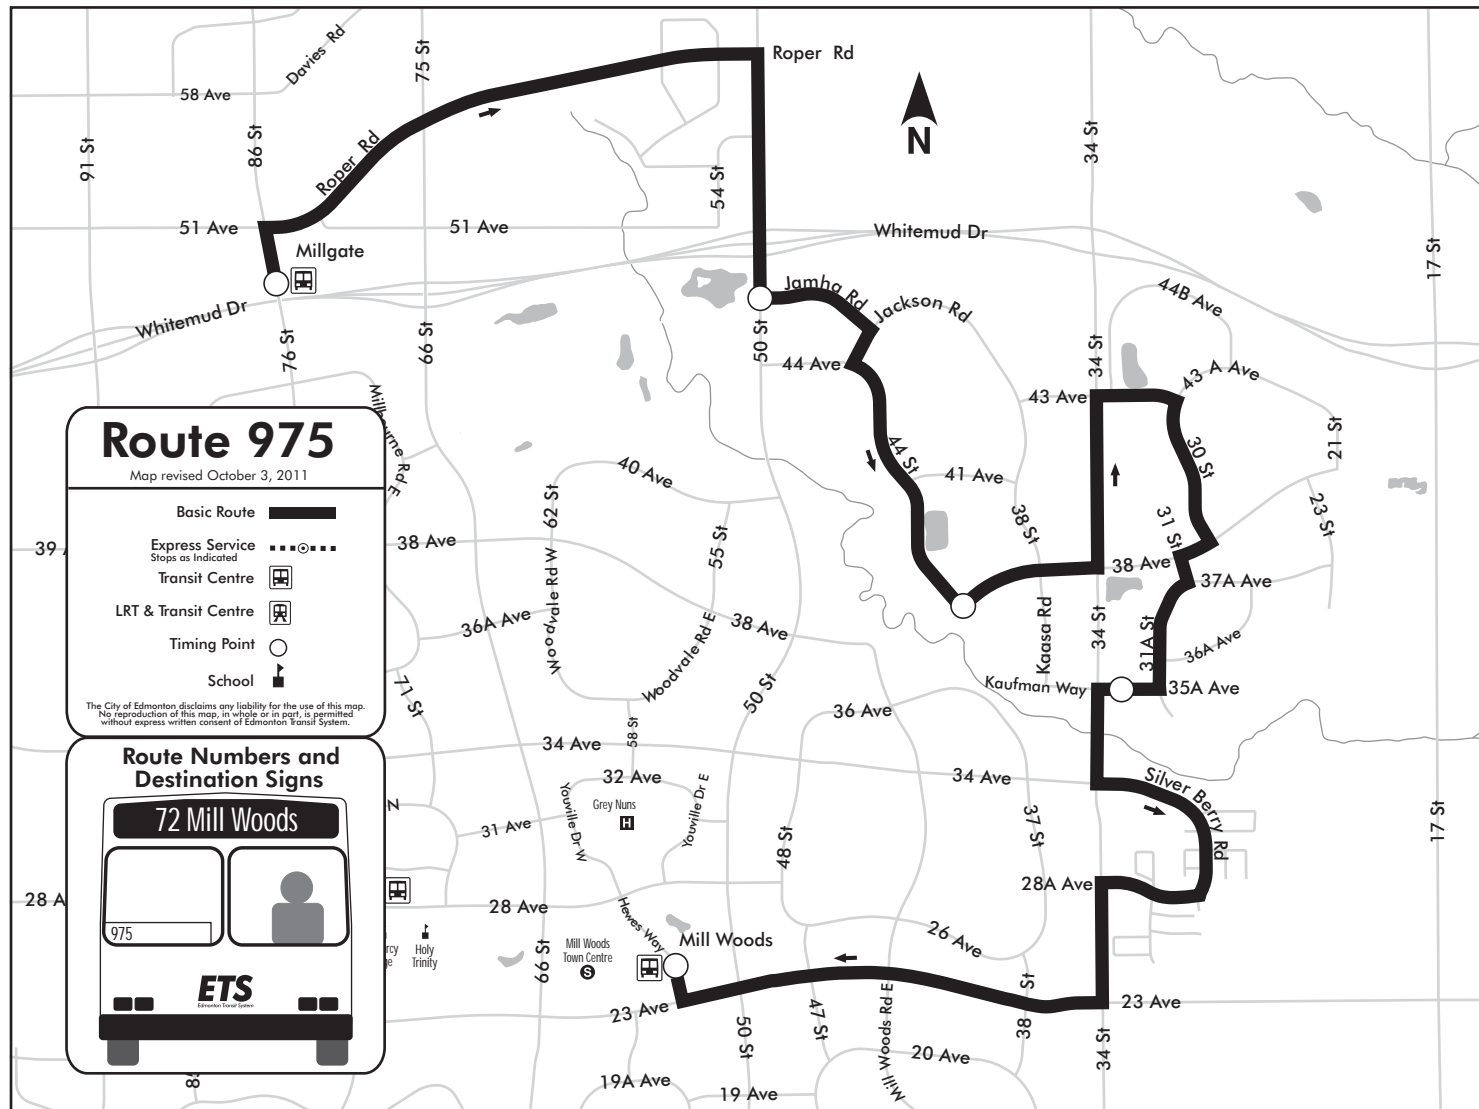 Davies Rd
75 St
Roper Rd
58 Ave
34 St
91 St
86 St
Roper Rd
N
54 St
51 Ave
51 Ave
Whitemud Dr
17 St
Millgate
Jamha Rd
Jackson Rd
44B Ave
Whitemud Dr
76 St
66 St
50 St
34 St
44 Ave
43 A Ave
43 Ave
Millbourne Rd E
21 St
Route 975
Map revised October 3, 2011
Basic Route
Express Service
Stops as Indicated
Transit Centre
LRT & Transit Centre
Timing Point
School
The City of Edmonton disclaims any liability for the use of this map.
No reproduction of this map, in whole or in part, is permitted
without express written consent of Edmonton Transit System.
40 Ave
44 St
41 Ave
30 St
62 St
38 St
31 St
23 St
39
38 Ave
55 St
38 Ave
37A Ave
Woodvale Rd W
36A Ave
Woodvale Rd E
38 Ave
Kaasa Rd
34 St
31A St
36A Ave
71 St
50 St
Kaufman Way
35A Ave
36 Ave
58 St
34 Ave
34 Ave
Silver Berry Rd
32 Ave
Youville Dr W
Grey Nuns
H
Youville Dr E
31 Ave
48 St
37 St
17 St
Route Numbers and
Destination Signs
72 Mill Woods
975
ETS
Edmonton Transit System
28 A
28A Ave
28 Ave
Hewes Way
Holy
Trinity
66 St
Mill Woods
Town Centre
S
Mill Woods
26 Ave
23 Ave
23 Ave
50 St
47 St
Mill Woods Rd E
38 St
34 St
20 Ave
19A Ave
19 Ave